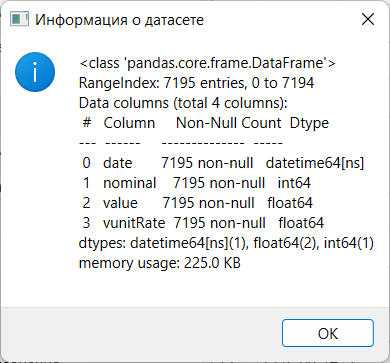 Информация о датасете
<class 'pandas.core.frame.DataFrame'>
RangeIndex: 7195 entries, 0 to 7194
Data columns (total 4 columns):
 #   Column     Non-Null Count  Dtype
---  ------      --------------  -----
 0   date       7195 non-null   datetime64[ns]
 1   nominal    7195 non-null   int64
 2   value      7195 non-null   float64
 3   vunitRate  7195 non-null   float64
dtypes: datetime64[ns](1), float64(2), int64(1)
memory usage: 225.0 KB
OK